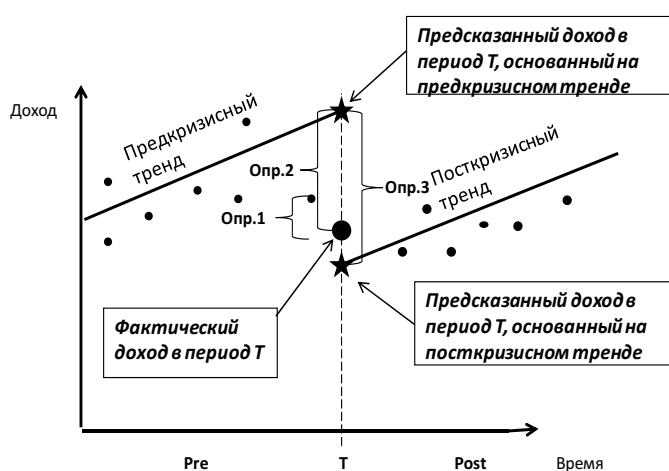 Предсказанный доход в
период Т, основанный на
предкризисном тренде
Доход
Предкризисный
тренд
Опр.2
Опр.3
Опр.1
Посткризисный
тренд
Фактический
доход в период Т
Предсказанный доход в
период Т, основанный на
посткризисном тренде
Pre
T
Post
Время